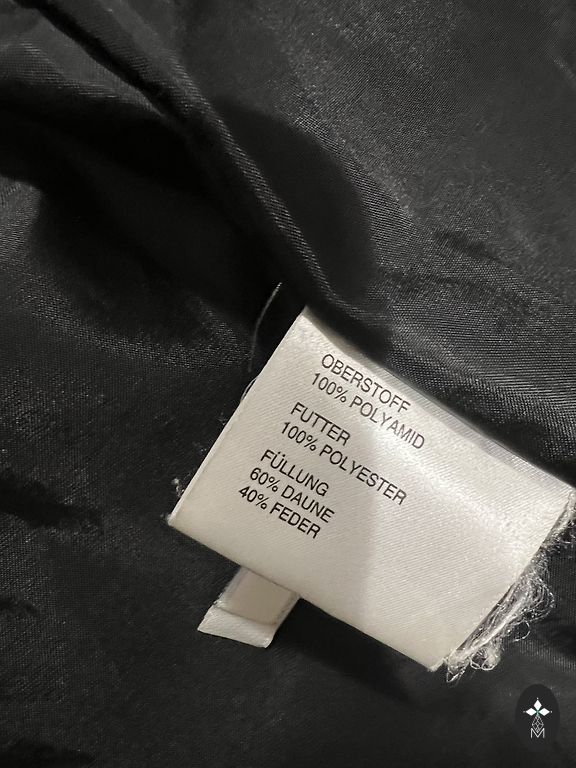 OBERSTOFF
100% POLYAMID
FUTTER
100% POLYESTER
FÜLLUNG
60% DAUNE
40% FEDER
M